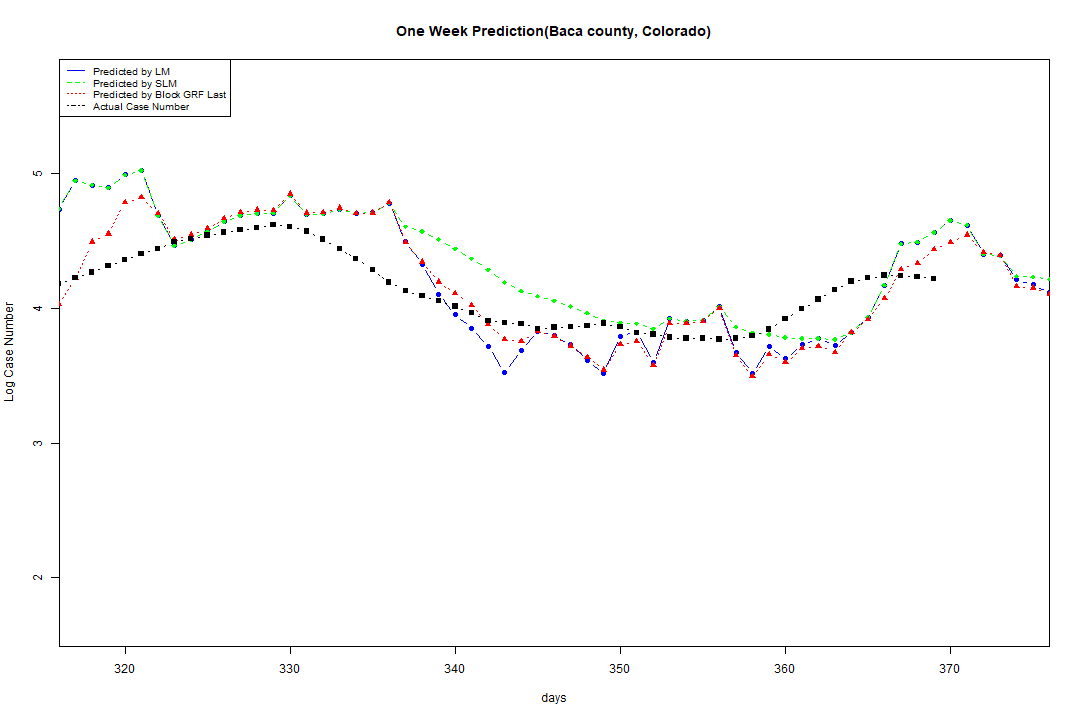 One Week Prediction(Baca county, Colorado)
Predicted by LM
Predicted by SLM
Predicted by Block GRF Last
Actual Case Number
5
4
3
2
Log Case Number
320 330 340 350 360 370
days